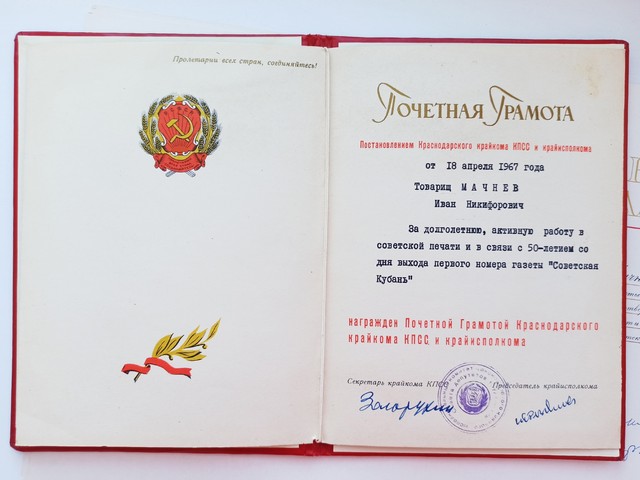 Пролетарии всех стран, соединяйтесь!
ПОЧЕТНАЯ ГРАМОТА
Постановлением Краснодарского крайкома КПСС и крайисполкома
от 18 апреля 1967 года
Товарищ МАЧНЕВ
Иван Никифорович
За долголетнюю, активную работу в
советской печати и в связи с 50-летием со
дня выхода первого номера газеты "Советская
Кубань"
награжден Почетной Грамотой Краснодарского
крайкома КПСС и крайисполкома
Секретарь крайкома КПСС
Председатель крайисполкома